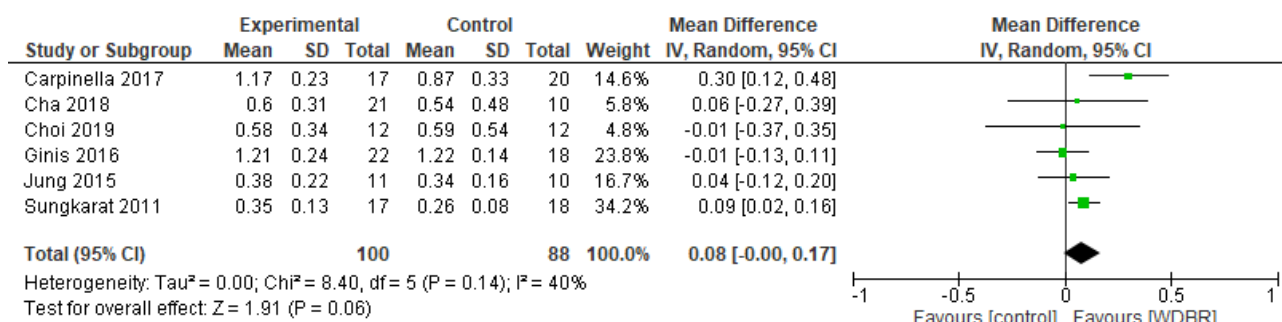 Experimental Control Mean Difference Mean Difference
Study or Subgroup Mean SD Total Mean SD Total Weight IV, Random, 95% CI IV, Random, 95% CI
Carpinella 2017 1.17 0.23 17 0.87 0.33 20 14.6% 0.30 [0.12, 0.48]
Cha 2018 0.6 0.31 21 0.54 0.48 10 5.8% 0.06 [-0.27, 0.39]
Choi 2019 0.58 0.34 12 0.59 0.54 12 4.8% -0.01 [-0.37, 0.35]
Ginis 2016 1.21 0.24 22 1.22 0.14 18 23.8% -0.01 [-0.13, 0.11]
Jung 2015 0.38 0.22 11 0.34 0.16 10 16.7% 0.04 [-0.12, 0.20]
Sungkarat 2011 0.35 0.13 17 0.26 0.08 18 34.2% 0.09 [0.02, 0.16]
Total (95% CI) 100 88 100.0% 0.08 [-0.00, 0.17]
Heterogeneity: Tau² = 0.00; Chi² = 8.40, df = 5 (P = 0.14); I² = 40%
Test for overall effect: Z = 1.91 (P = 0.06)
-1 -0.5 0 0.5 1
Favours [control] Favours [WDBR]